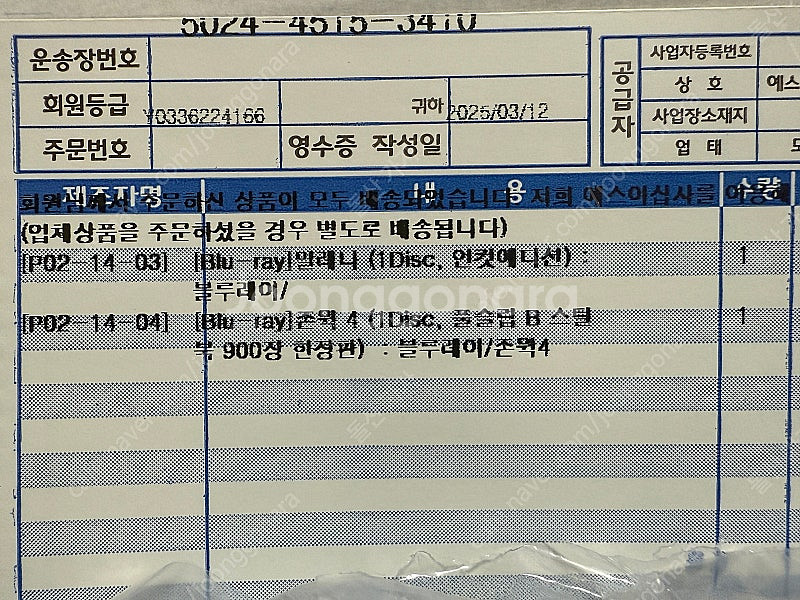 5024-4515-3410
운송장번호
사업자등록번호
공급자
상 호
예스
회원등급
Y0336224166
귀하
2025/03/12
사업장소재지
주문번호
영수증 작성일
업 태
제조자명
내 용
수량
회원님께서 주문하신 상품이 모두 배송되었습니다. 저희 예스이십사를 이용해
(업체상품을 주문하셨을 경우 별도로 배송됩니다)
[P02-14-03] [Blu-ray]말레나 (1Disc, 언컷에디션) : 1
블루레이/
[P02-14-04] [Blu-ray]존윅 4 (1Disc, 풀슬립 B 스틸 1
북 900장 한정판) : 블루레이/존윅4
joonggonara